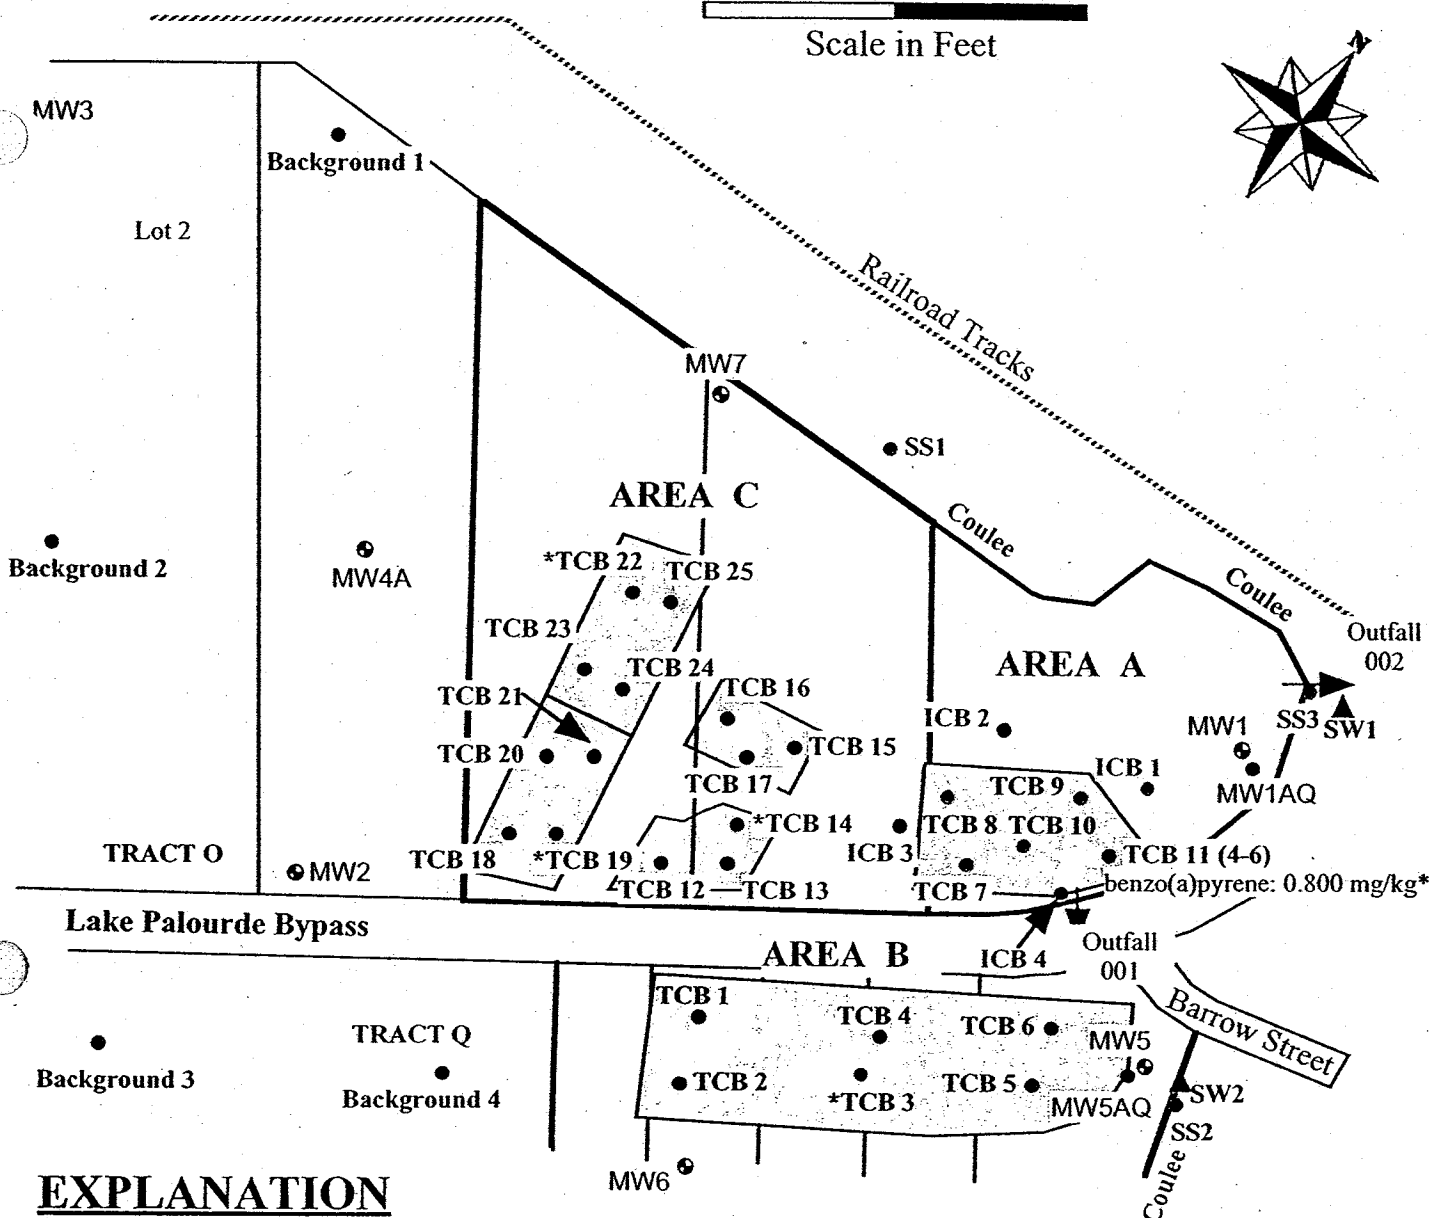 Scale in Feet
N
MW3
Background 1
Lot 2
Railroad Tracks
MW7
SS1
AREA C
Coulee
Background 2
MW4A
*TCB 22
TCB 25
Coulee
TCB 23
Outfall
002
TCB 24
AREA A
TCB 21
TCB 16
ICB 2
SS3
SW1
MW1
TCB 20
TCB 15
TCB 17
TCB 9
ICB 1
MW1AQ
*TCB 14
TCB 8
TCB 10
TRACT O
TCB 18
*TCB 19
ICB 3
TCB 11 (4-6)
MW2
TCB 12
TCB 13
TCB 7
benzo(a)pyrene: 0.800 mg/kg*
Lake Palourde Bypass
AREA B
ICB 4
Outfall
001
TCB 1
TCB 4
TCB 6
Barrow Street
TRACT Q
MW5
Background 3
TCB 2
TCB 5
Background 4
*TCB 3
MW5AQ
SW2
SS2
MW6
Coulee
EXPLANATION